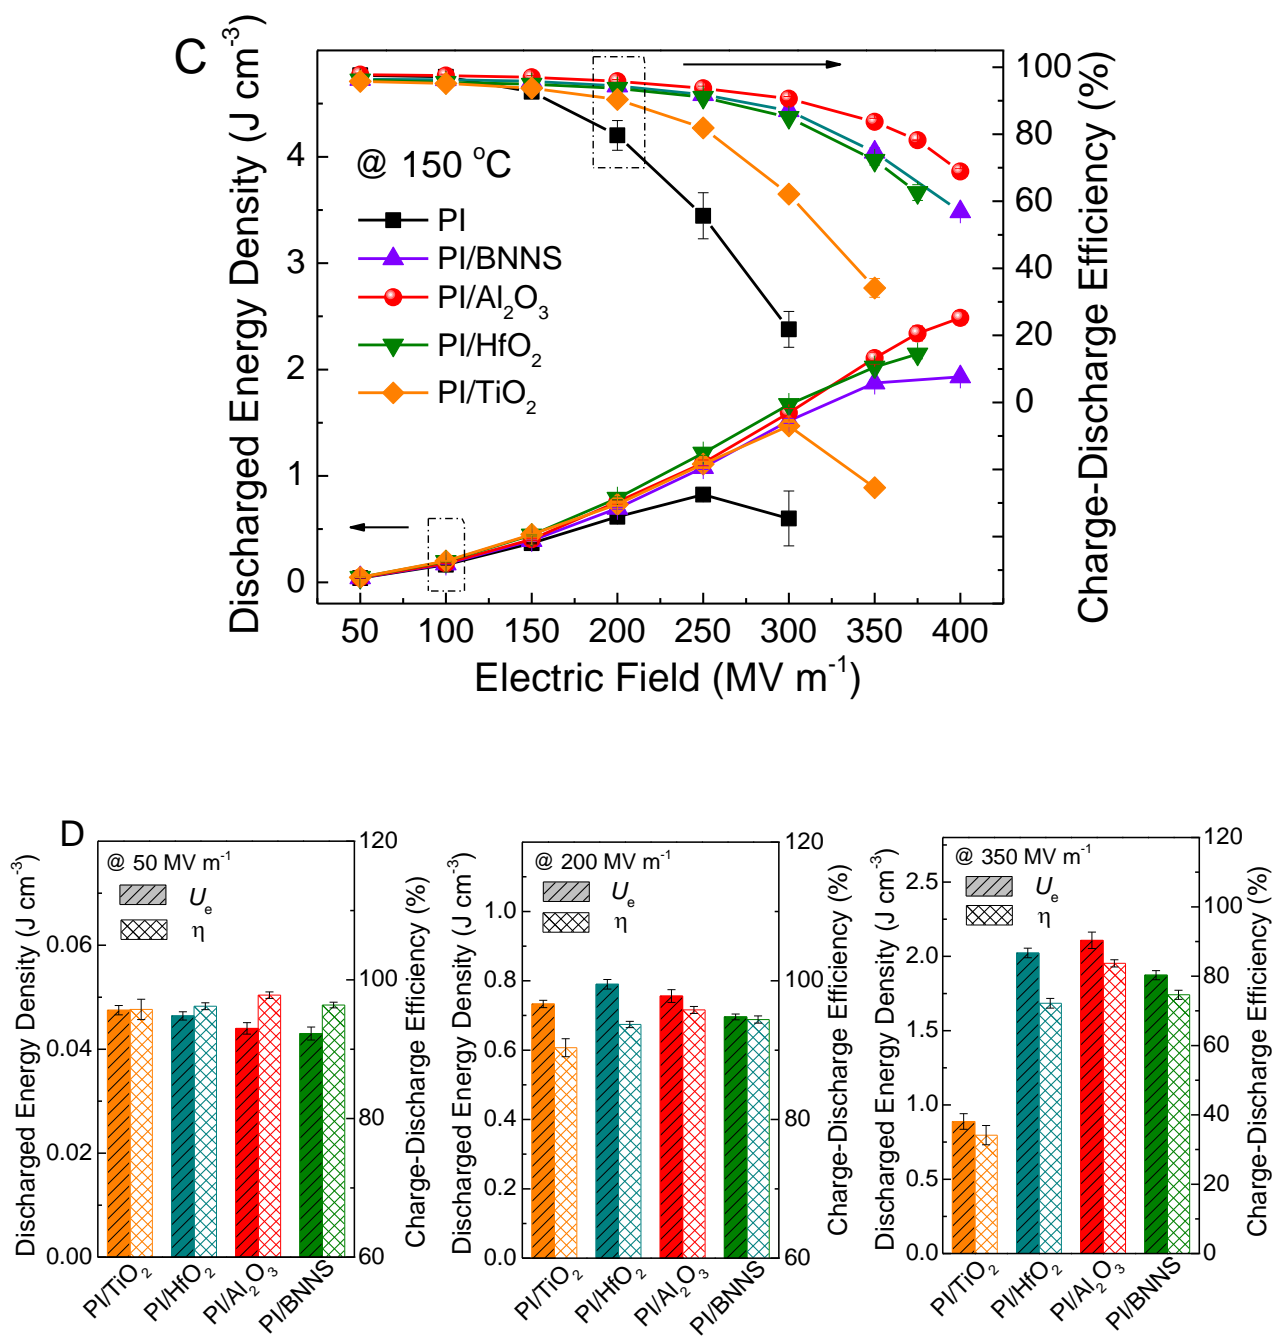 C
Discharged Energy Density (J cm⁻³)
4
3
2
1
0
@ 150 °C
PI
PI/BNNS
PI/Al₂O₃
PI/HfO₂
PI/TiO₂
100
80
60
40
20
0
Charge-Discharge Efficiency (%)
50 100 150 200 250 300 350 400
Electric Field (MV m⁻¹)
D
Discharged Energy Density (J cm⁻³)
0.06
0.04
0.02
0.00
@ 50 MV m⁻¹
Uₑ
η
120
100
80
60
Charge-Discharge Efficiency (%)
PI/TiO₂ PI/HfO₂ PI/Al₂O₃ PI/BNNS
Discharged Energy Density (J cm⁻³)
1.0
0.8
0.6
0.4
0.2
0.0
@ 200 MV m⁻¹
Uₑ
η
120
100
80
60
Charge-Discharge Efficiency (%)
PI/TiO₂ PI/HfO₂ PI/Al₂O₃ PI/BNNS
Discharged Energy Density (J cm⁻³)
2.5
2.0
1.5
1.0
0.5
0.0
@ 350 MV m⁻¹
Uₑ
η
120
100
80
60
40
20
0
Charge-Discharge Efficiency (%)
PI/TiO₂ PI/HfO₂ PI/Al₂O₃ PI/BNNS